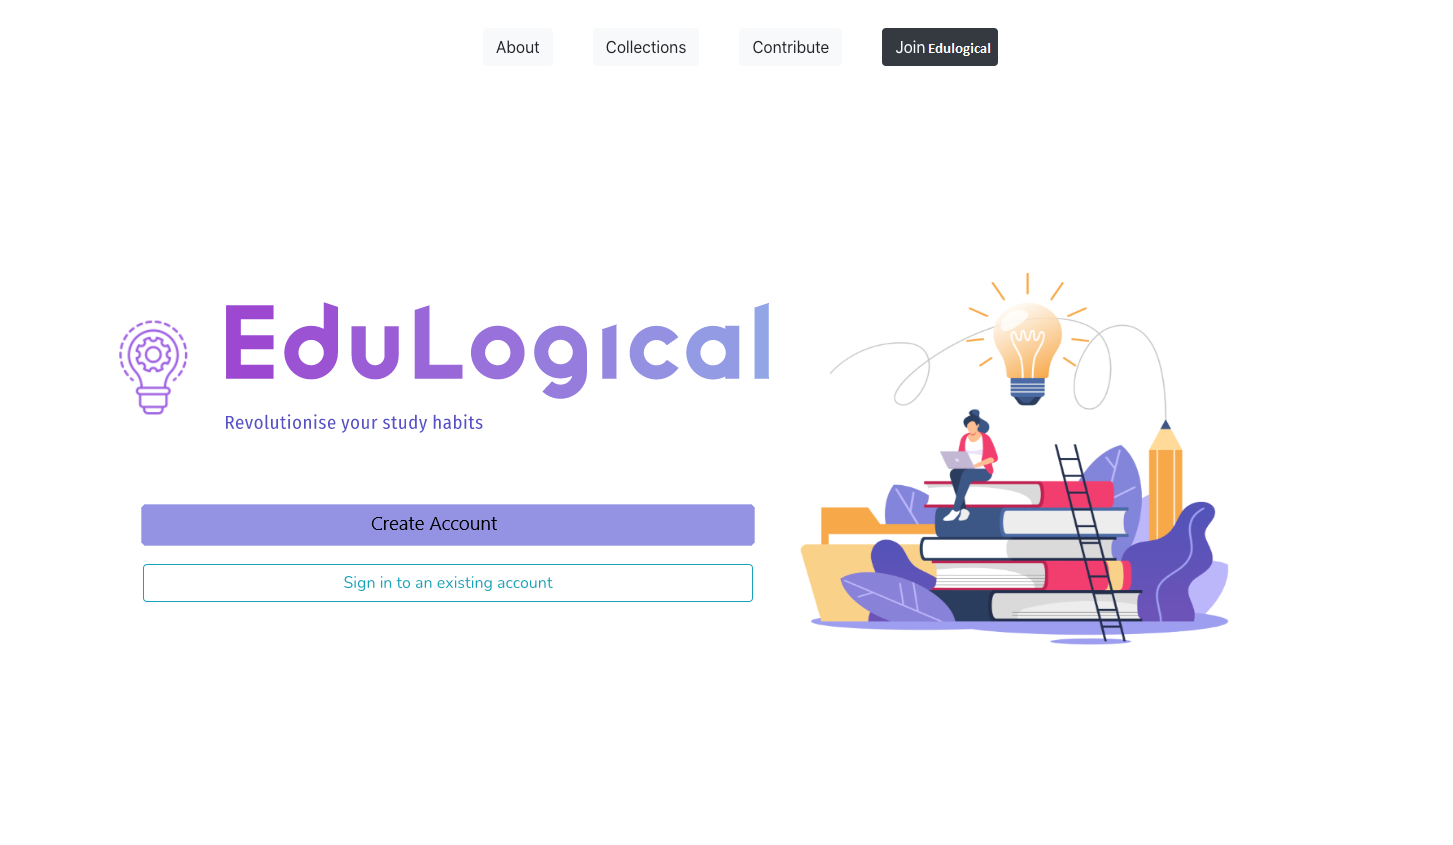 About
Collections
Contribute
Join Edulogical
EduLogical
Revolutionise your study habits
Create Account
Sign in to an existing account